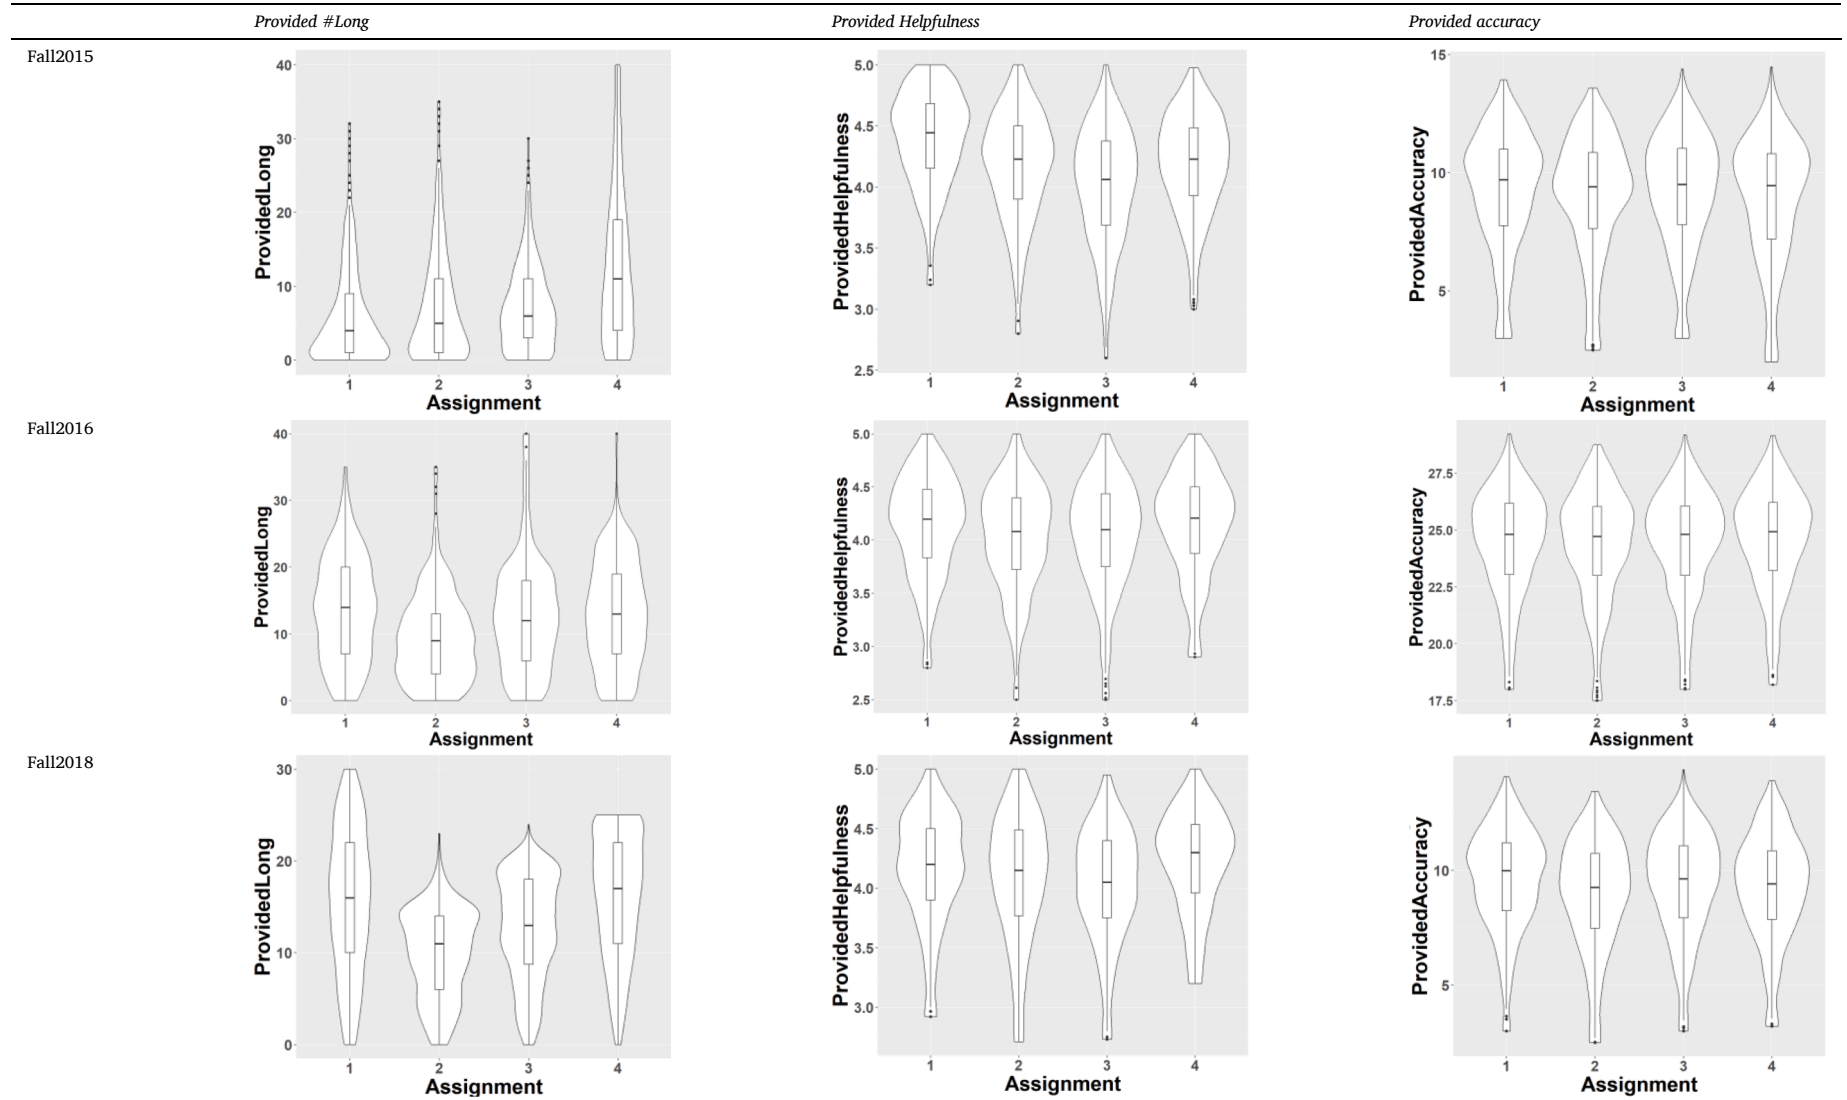 Provided #Long Provided Helpfulness Provided accuracy
Fall2015
ProvidedLong
40
30
20
10
0
1 2 3 4
Assignment
ProvidedHelpfulness
5.0
4.5
4.0
3.5
3.0
2.5
1 2 3 4
Assignment
ProvidedAccuracy
15
10
5
1 2 3 4
Assignment
Fall2016
ProvidedLong
40
30
20
10
0
1 2 3 4
Assignment
ProvidedHelpfulness
5.0
4.5
4.0
3.5
3.0
2.5
1 2 3 4
Assignment
ProvidedAccuracy
27.5
25.0
22.5
20.0
17.5
1 2 3 4
Assignment
Fall2018
ProvidedLong
30
20
10
0
1 2 3 4
Assignment
ProvidedHelpfulness
5.0
4.5
4.0
3.5
3.0
1 2 3 4
Assignment
ProvidedAccuracy
10
5
1 2 3 4
Assignment